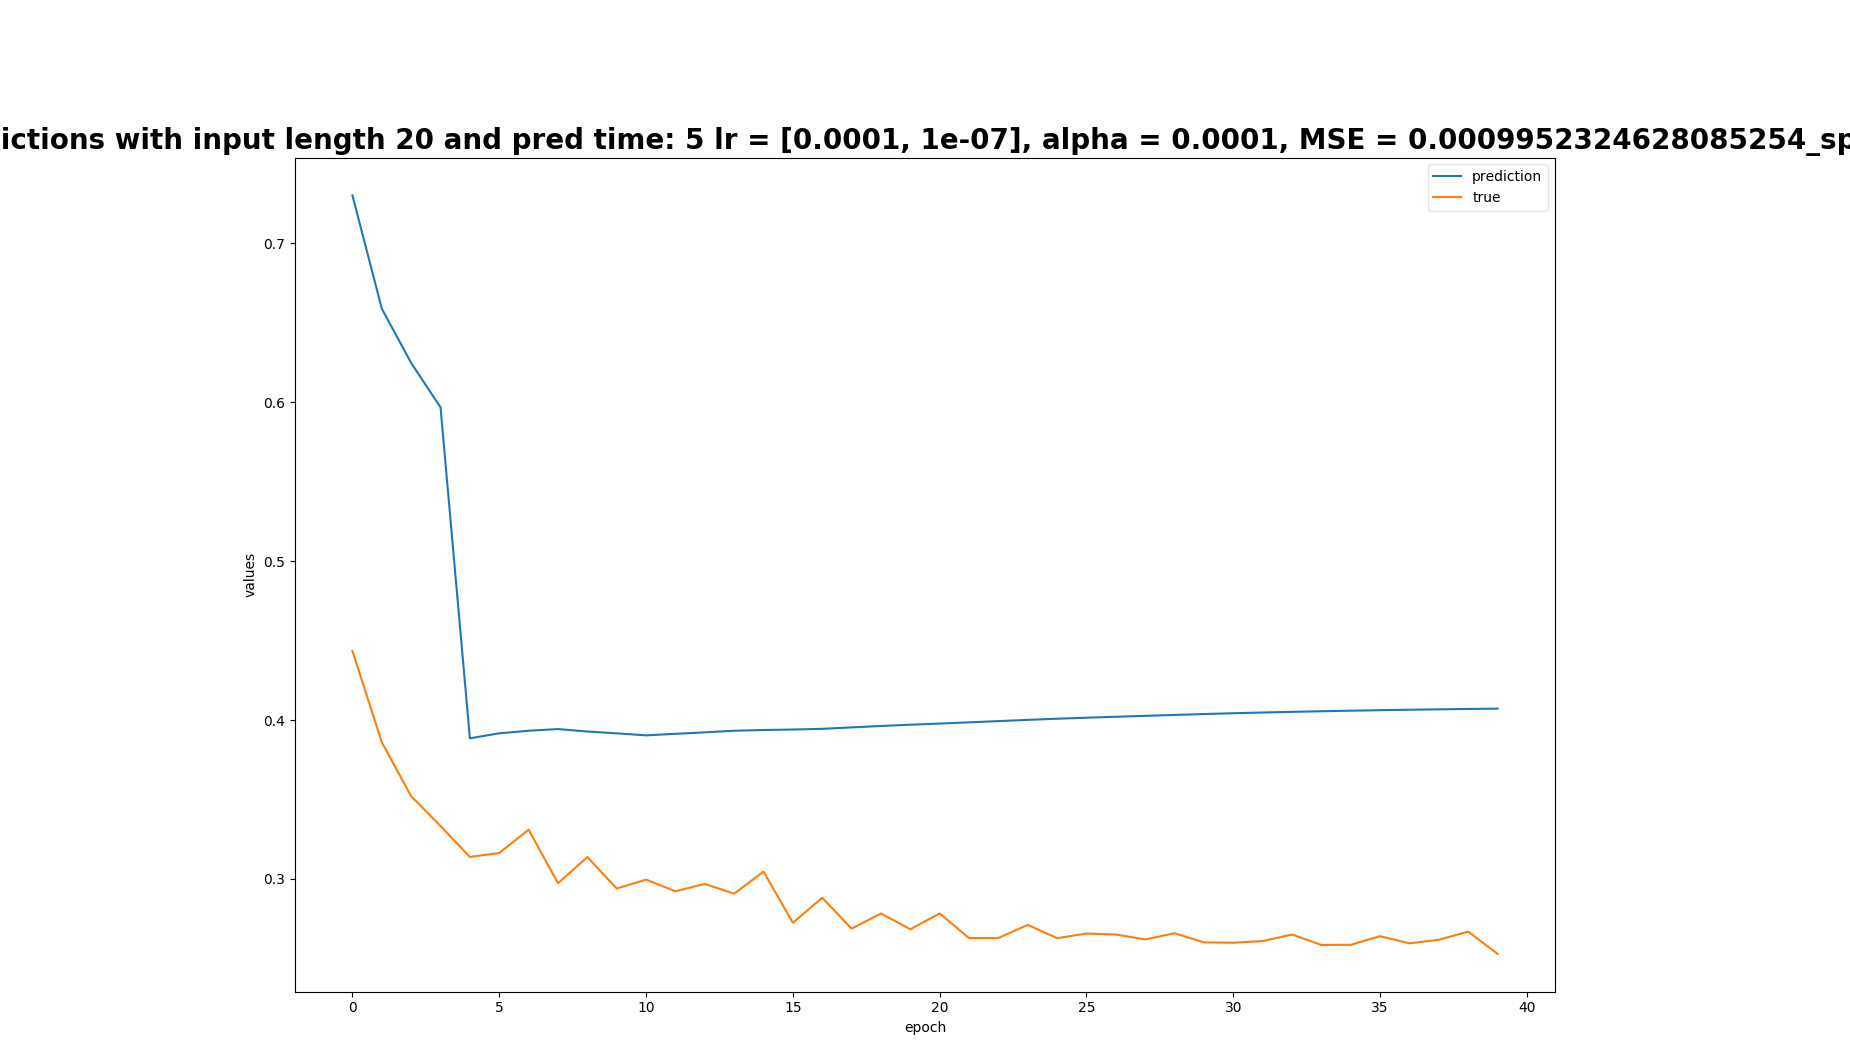 ictions with input length 20 and pred time: 5 lr = [0.0001, 1e-07], alpha = 0.0001, MSE = 0.0009952324628085254_sp
prediction
true
0.7
0.6
0.5
0.4
0.3
values
0 5 10 15 20 25 30 35 40
epoch